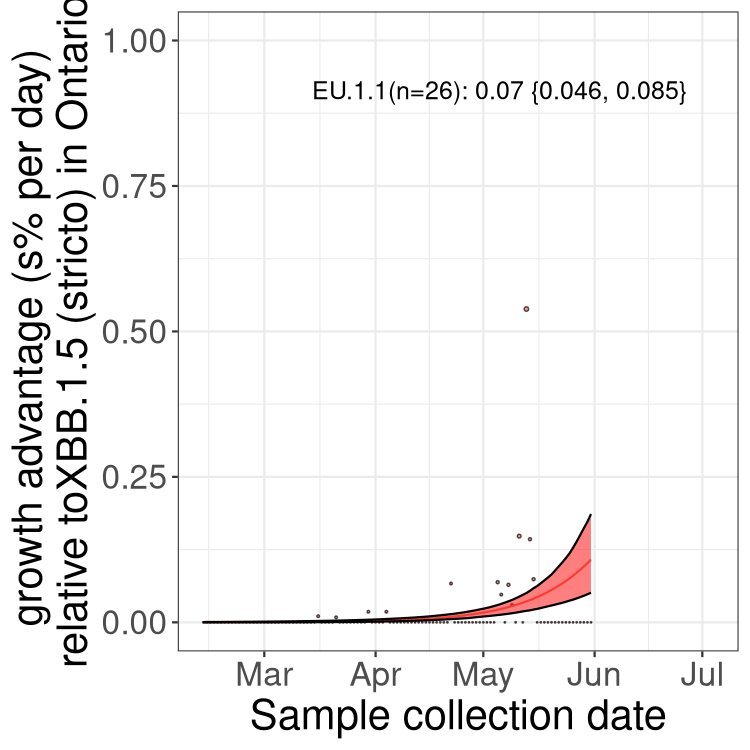 growth advantage (s% per day)
relative toXBB.1.5 (stricto) in Ontario
1.00
0.75
0.50
0.25
0.00
EU.1.1(n=26): 0.07 {0.046, 0.085}
Mar
Apr
May
Jun
Jul
Sample collection date